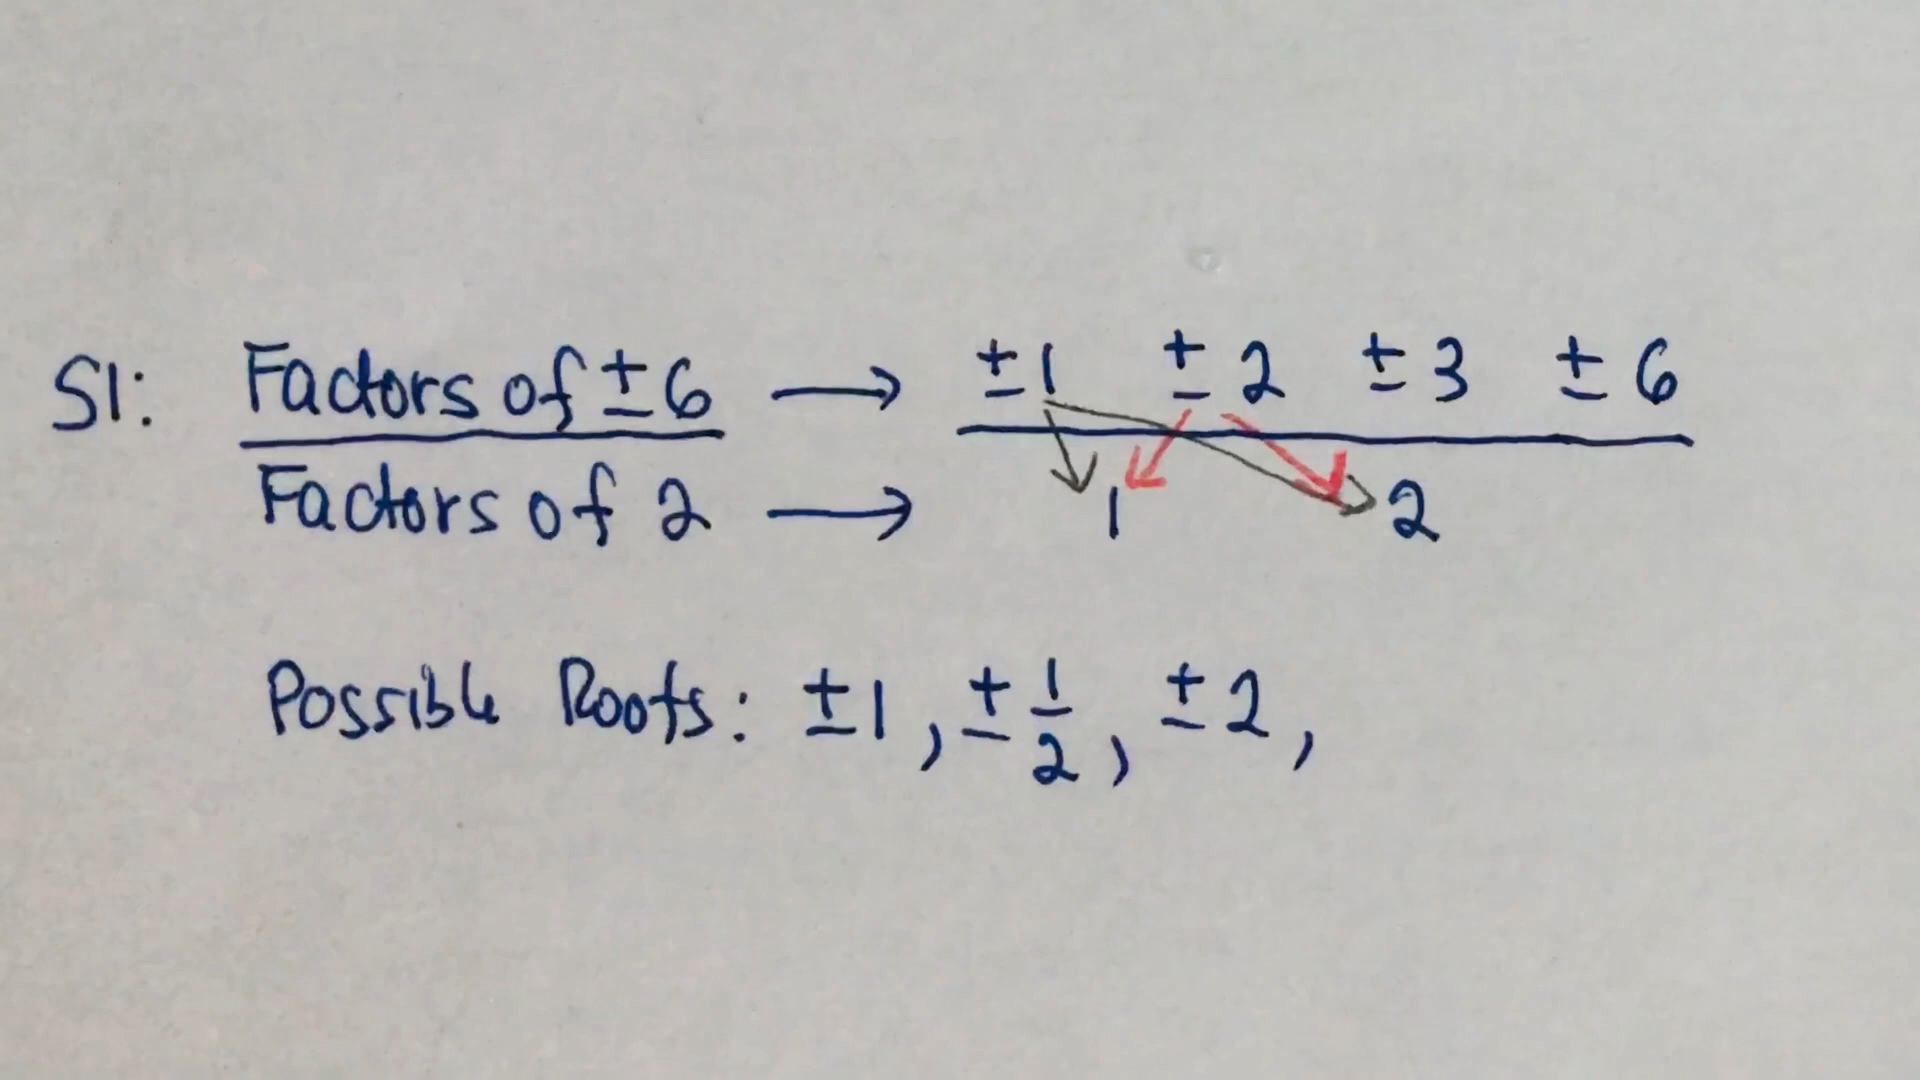 S1: Factors of ±6 → ±1 ±2 ±3 ±6
Factors of 2 → 1 2
Possible Roots: ±1, ±1/2, ±2,